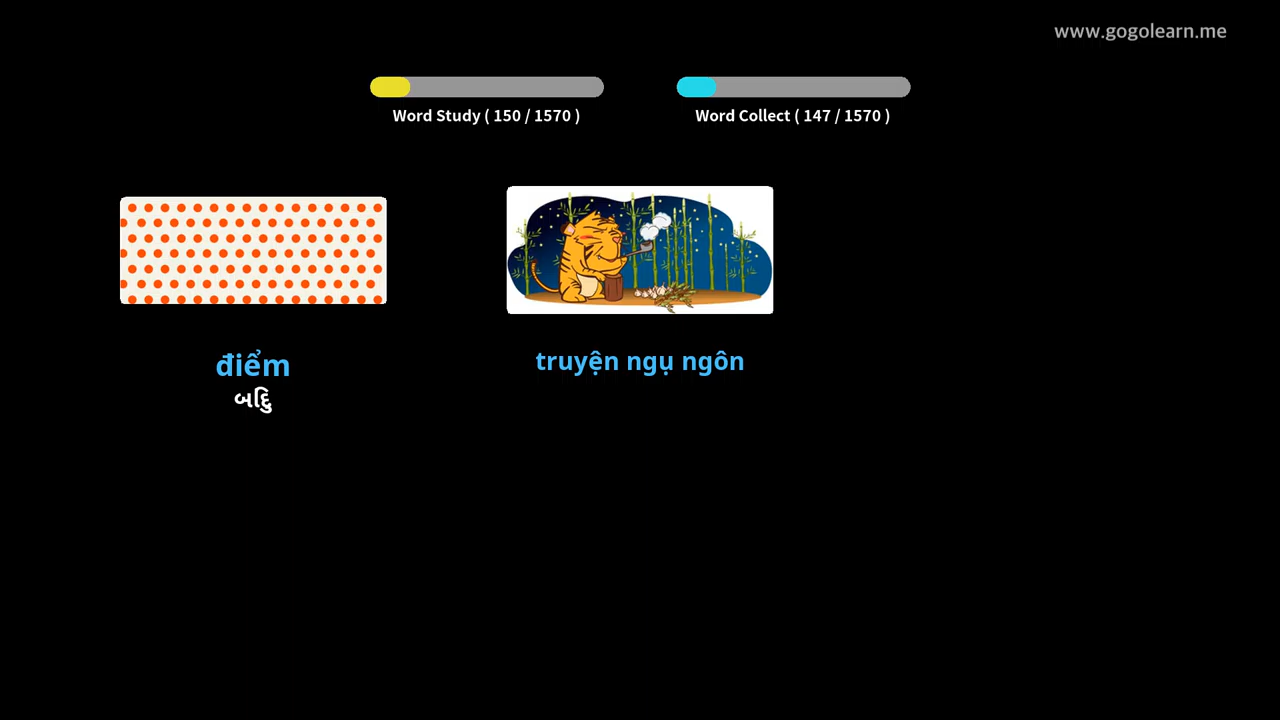 www.gogolearn.me
Word Study ( 150 / 1570 )
Word Collect ( 147 / 1570 )
điểm
truyện ngụ ngôn
બિંદુ